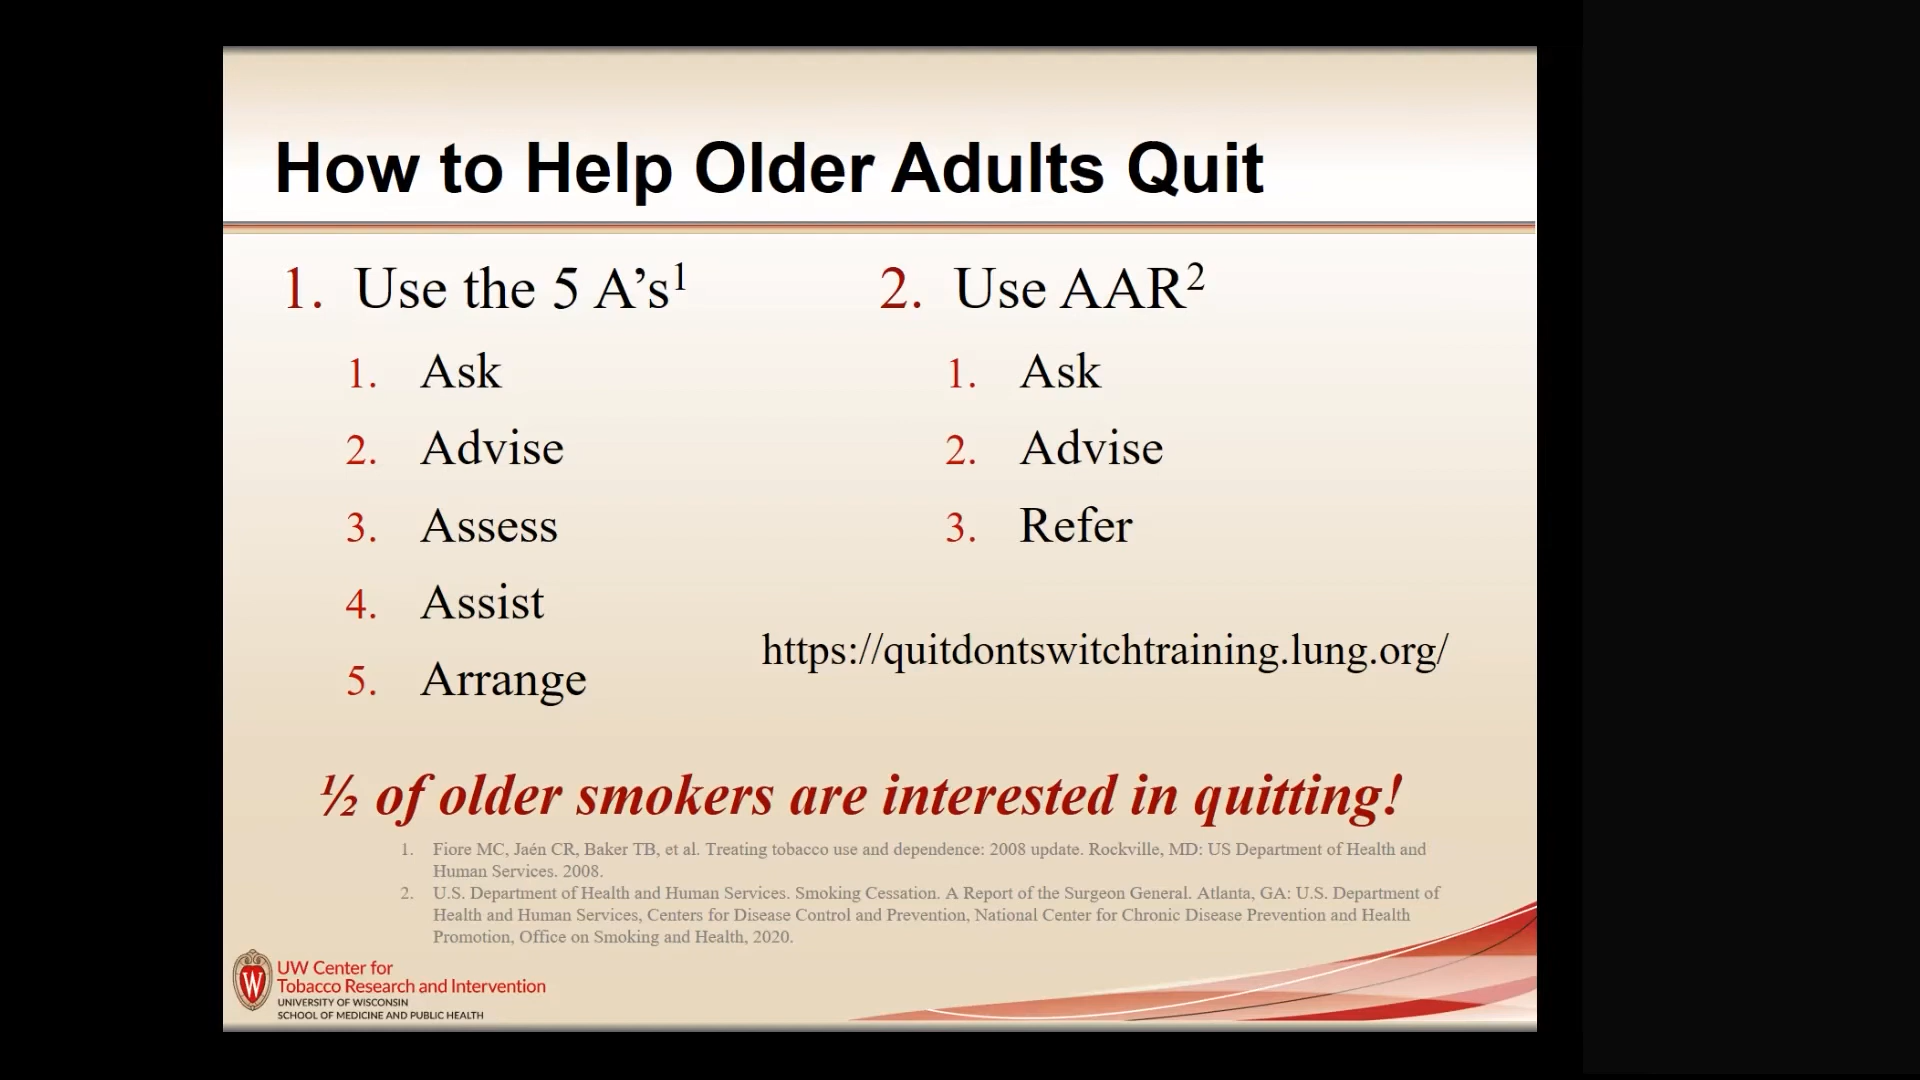 How to Help Older Adults Quit
1. Use the 5 A’s1
1. Ask
2. Advise
3. Assess
4. Assist
5. Arrange
2. Use AAR2
1. Ask
2. Advise
3. Refer
https://quitdontswitchtraining.lung.org/
½ of older smokers are interested in quitting!
1. Fiore MC, Jaén CR, Baker TB, et al. Treating tobacco use and dependence: 2008 update. Rockville, MD: US Department of Health and
Human Services. 2008.
2. U.S. Department of Health and Human Services. Smoking Cessation. A Report of the Surgeon General. Atlanta, GA: U.S. Department of
Health and Human Services, Centers for Disease Control and Prevention, National Center for Chronic Disease Prevention and Health
Promotion, Office on Smoking and Health, 2020.
W
UW Center for
Tobacco Research and Intervention
UNIVERSITY OF WISCONSIN
SCHOOL OF MEDICINE AND PUBLIC HEALTH